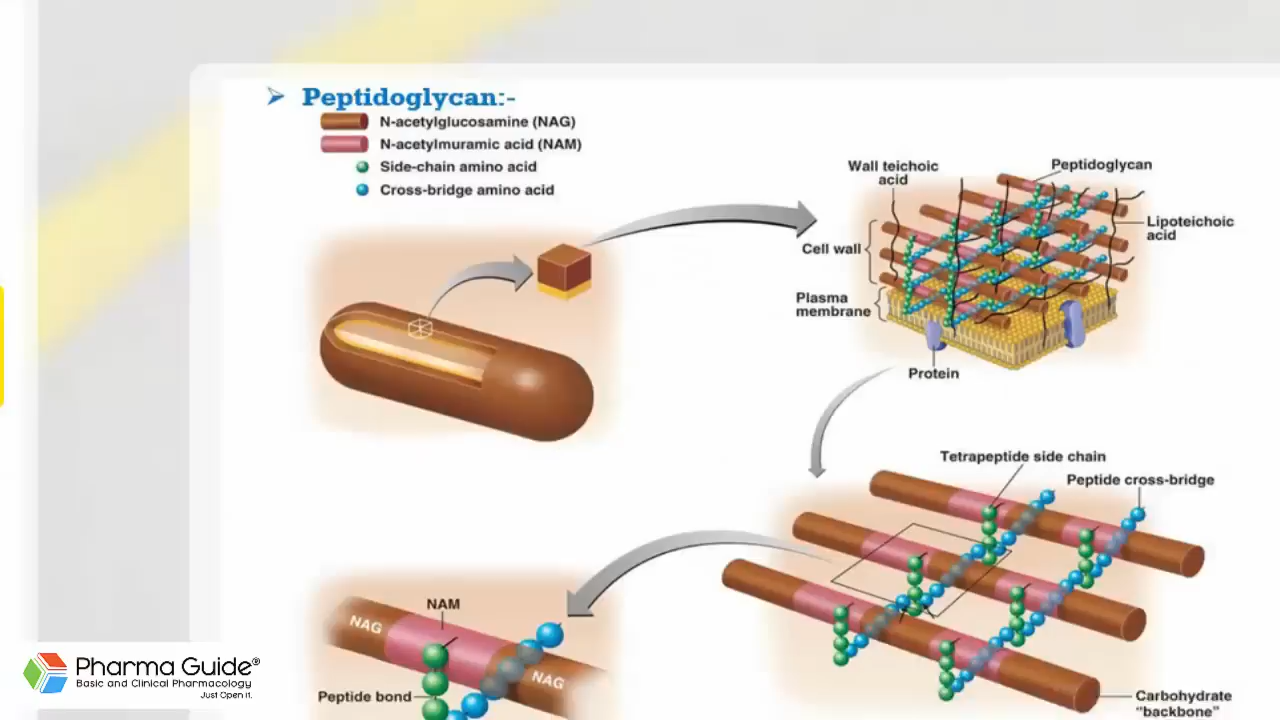 ➢ Peptidoglycan:-
N-acetylglucosamine (NAG)
N-acetylmuramic acid (NAM)
Side-chain amino acid
Cross-bridge amino acid
Wall teichoic
acid
Peptidoglycan
Lipoteichoic
acid
Cell wall
Plasma
membrane
Protein
Tetrapeptide side chain
Peptide cross-bridge
NAM
NAG
NAG
Peptide bond
Carbohydrate
"backbone"
Pharma Guide®
Basic and Clinical Pharmacology
Just Open it.